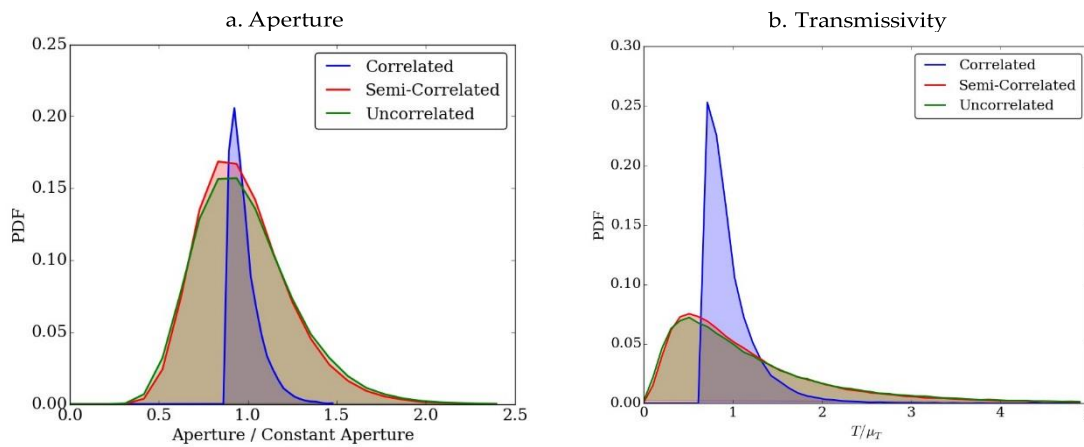 a. Aperture
0.25
0.20
0.15
0.10
0.05
0.00
PDF
Correlated
Semi-Correlated
Uncorrelated
0.0 0.5 1.0 1.5 2.0 2.5
Aperture / Constant Aperture
b. Transmissivity
0.30
0.25
0.20
0.15
0.10
0.05
0.00
PDF
Correlated
Semi-Correlated
Uncorrelated
0 1 2 3 4
T/μ_T